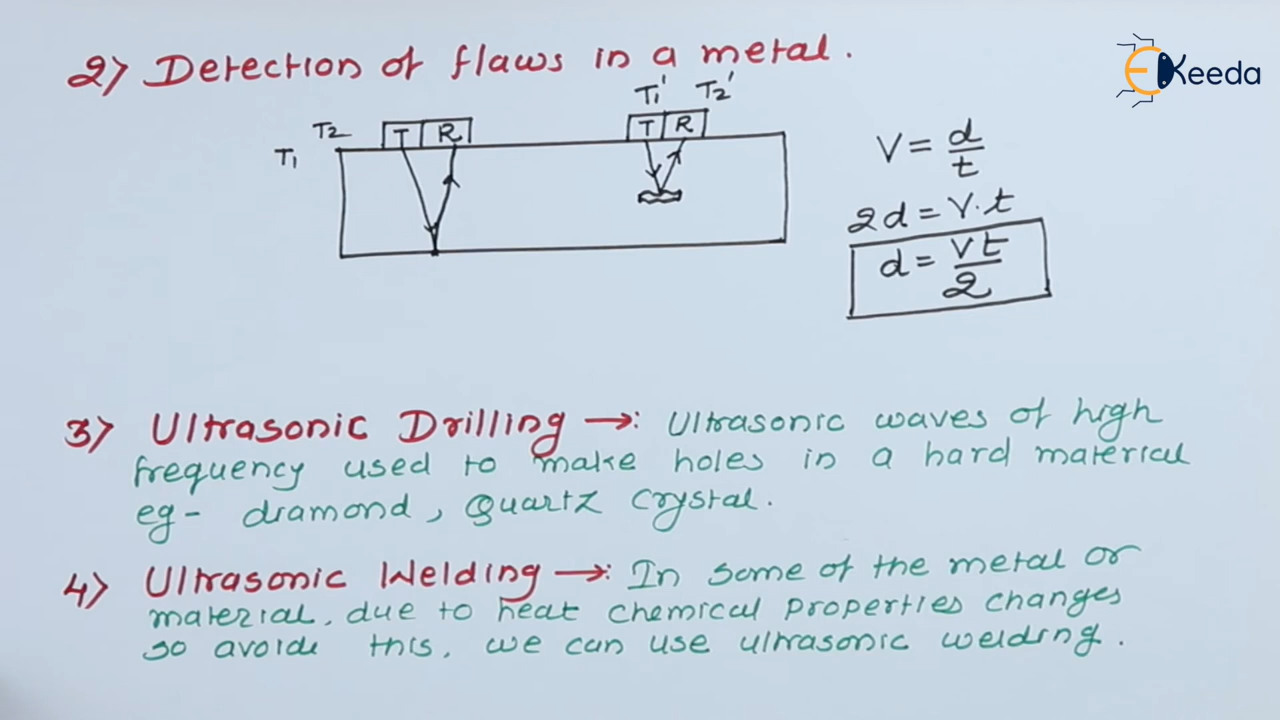 2) Detection of flaws in a metal.
EKeeda
T1' T2'
T2 T R T R
T1
V = d/t
2d = V.t
d = Vt/2
3) Ultrasonic Drilling →: Ultrasonic waves of high
frequency used to make holes in a hard material
eg - diamond, Quartz Crystal.
4) Ultrasonic Welding →: In some of the metal or
material, due to heat chemical properties changes
so avoide this, we can use ultrasonic welding.